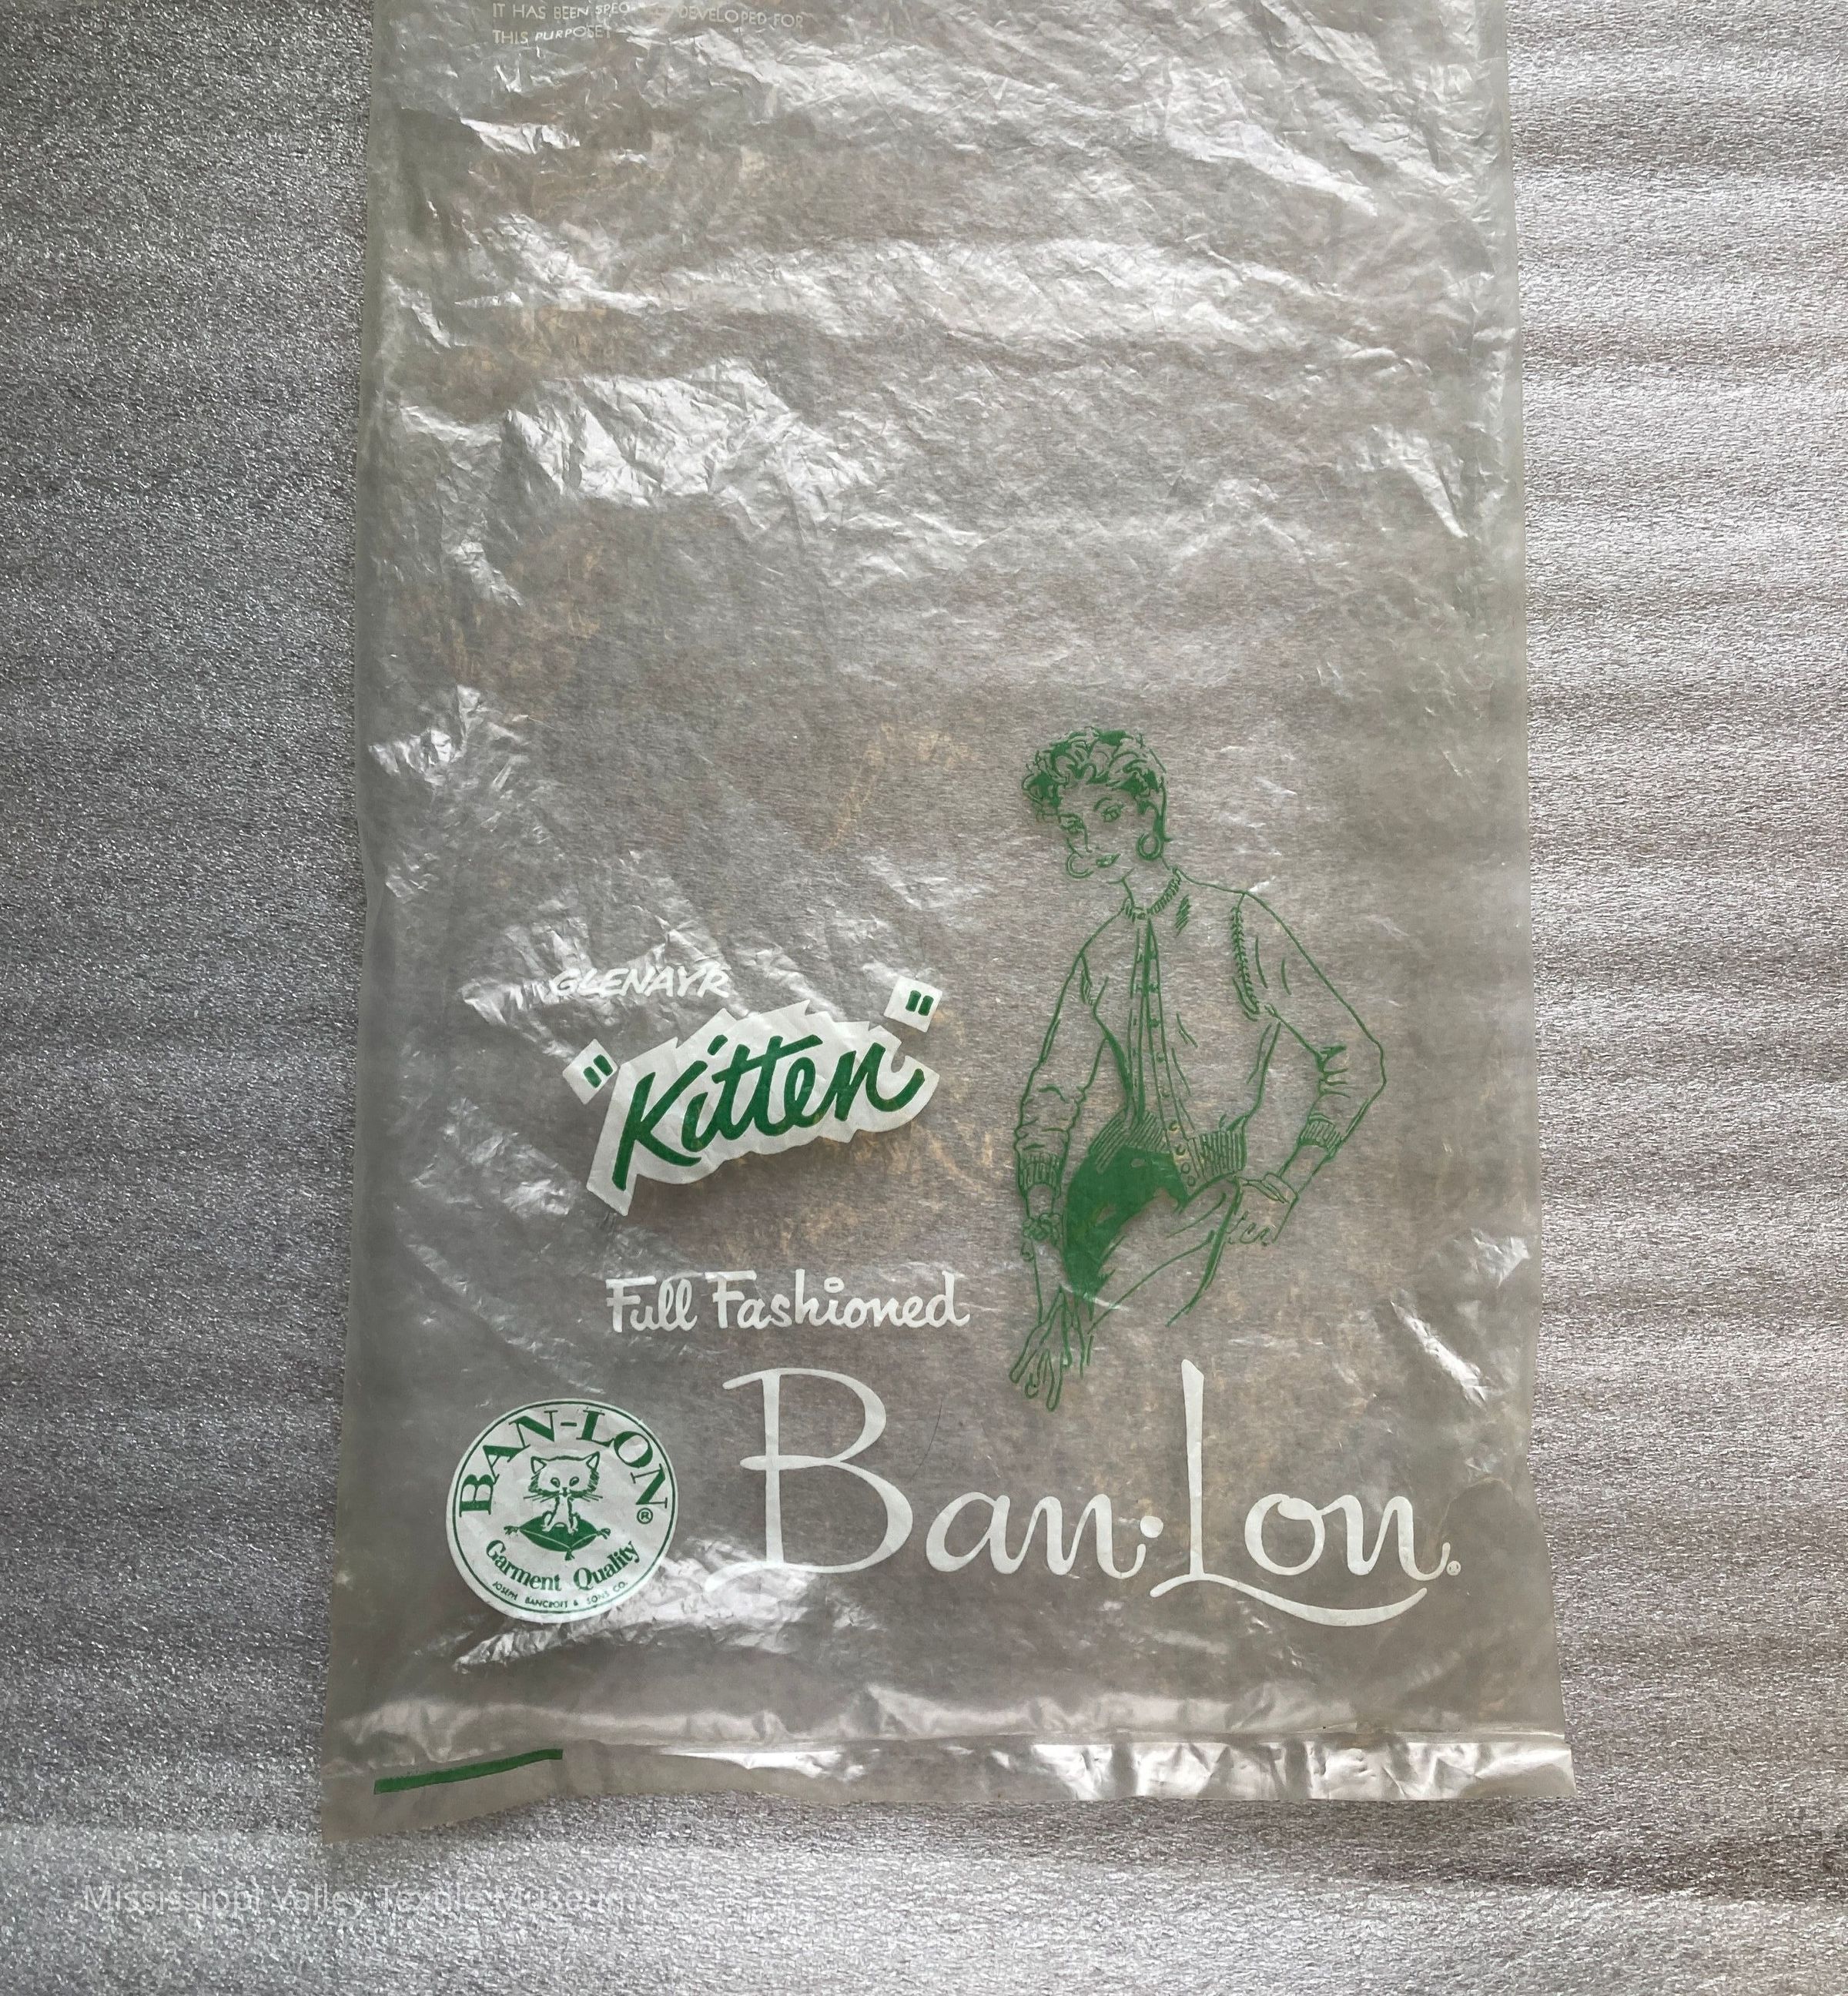 IT HAS BEEN DEVELOPED FOR
THIS PURPOSE!
GLENAYR
"Kitten"
Full Fashioned
Ban-Lon®
BAN-LON®
Garment Quality
JOSEPH BANCROFT & SONS CO.
Mississippi Valley Textile Museum